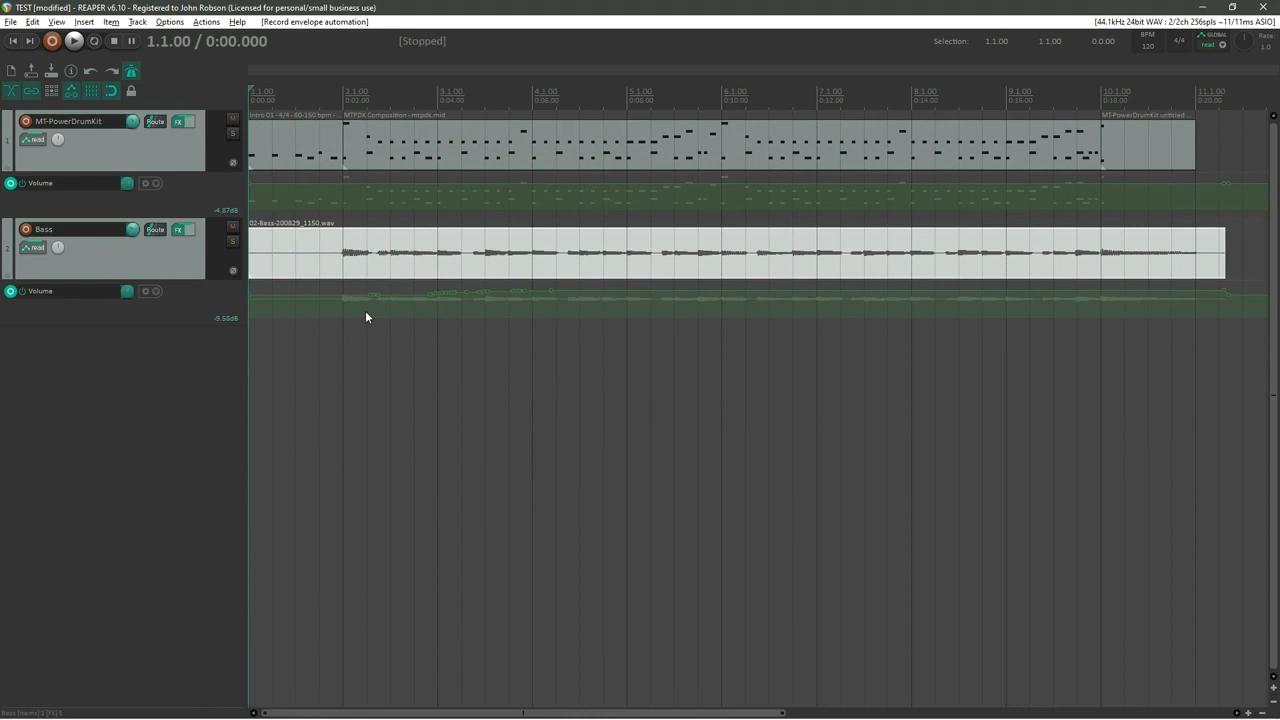 TEST [modified] - REAPER v6.10 - Registered to John Robson (Licensed for personal/small business use)
File Edit View Insert Item Track Options Actions Help [Record envelope automation]
[44.1kHz 24bit WAV : 2/2ch 256spls ~11/11ms ASIO]
1.1.00 / 0:00.000
[Stopped]
Selection: 1.1.00 1.1.00 0.0.00
BPM
120
4/4
GLOBAL
read
Rate:
1.0
1.1.00 2.1.00 3.1.00 4.1.00 5.1.00 6.1.00 7.1.00 8.1.00 9.1.00 10.1.00 11.1.00
0:00.00 0:02.00 0:04.00 0:06.00 0:08.00 0:10.00 0:12.00 0:14.00 0:16.00 0:18.00 0:20.00
Intro 01 - 4/4 - 60-150 bpm - ... MTPDK Composition - mtpdk.mid
MT-PowerDrumKit untitled ...
1
MT-PowerDrumKit
Route
FX
M
read
S
Volume
-4.87dB
02-Bass-200829_1150.wav
2
Bass
Route
FX
M
read
S
Volume
-9.58dB